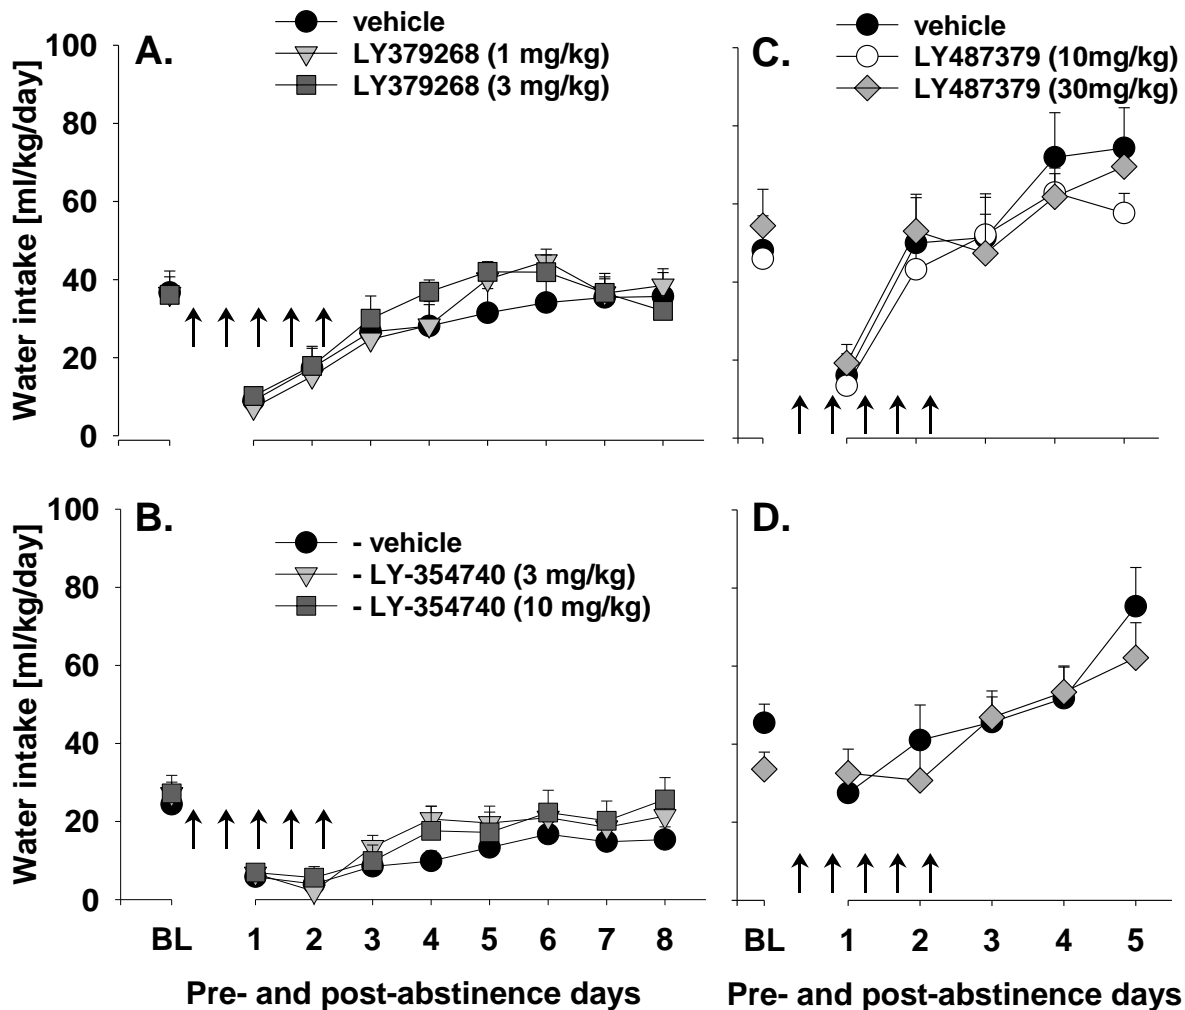 A.
vehicle
LY379268 (1 mg/kg)
LY379268 (3 mg/kg)
Water intake [ml/kg/day]
100
80
60
40
20
0
C.
vehicle
LY487379 (10mg/kg)
LY487379 (30mg/kg)
B.
- vehicle
- LY-354740 (3 mg/kg)
- LY-354740 (10 mg/kg)
Water intake [ml/kg/day]
100
80
60
40
20
0
BL 1 2 3 4 5 6 7 8
Pre- and post-abstinence days
D.
BL 1 2 3 4 5
Pre- and post-abstinence days